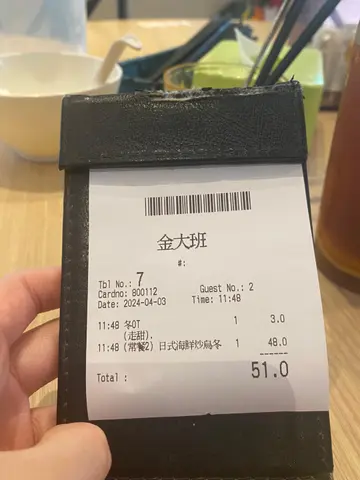 金大班
#:
Tbl No.: 7
Cardno: 800112 Guest No.: 2
Date: 2024-04-03 Time: 11:48
11:48 冬OT 1 3.0
(走甜),
11:48 (常餐2) 日式海鮮炒烏冬 1 48.0
------
Total : 51.0